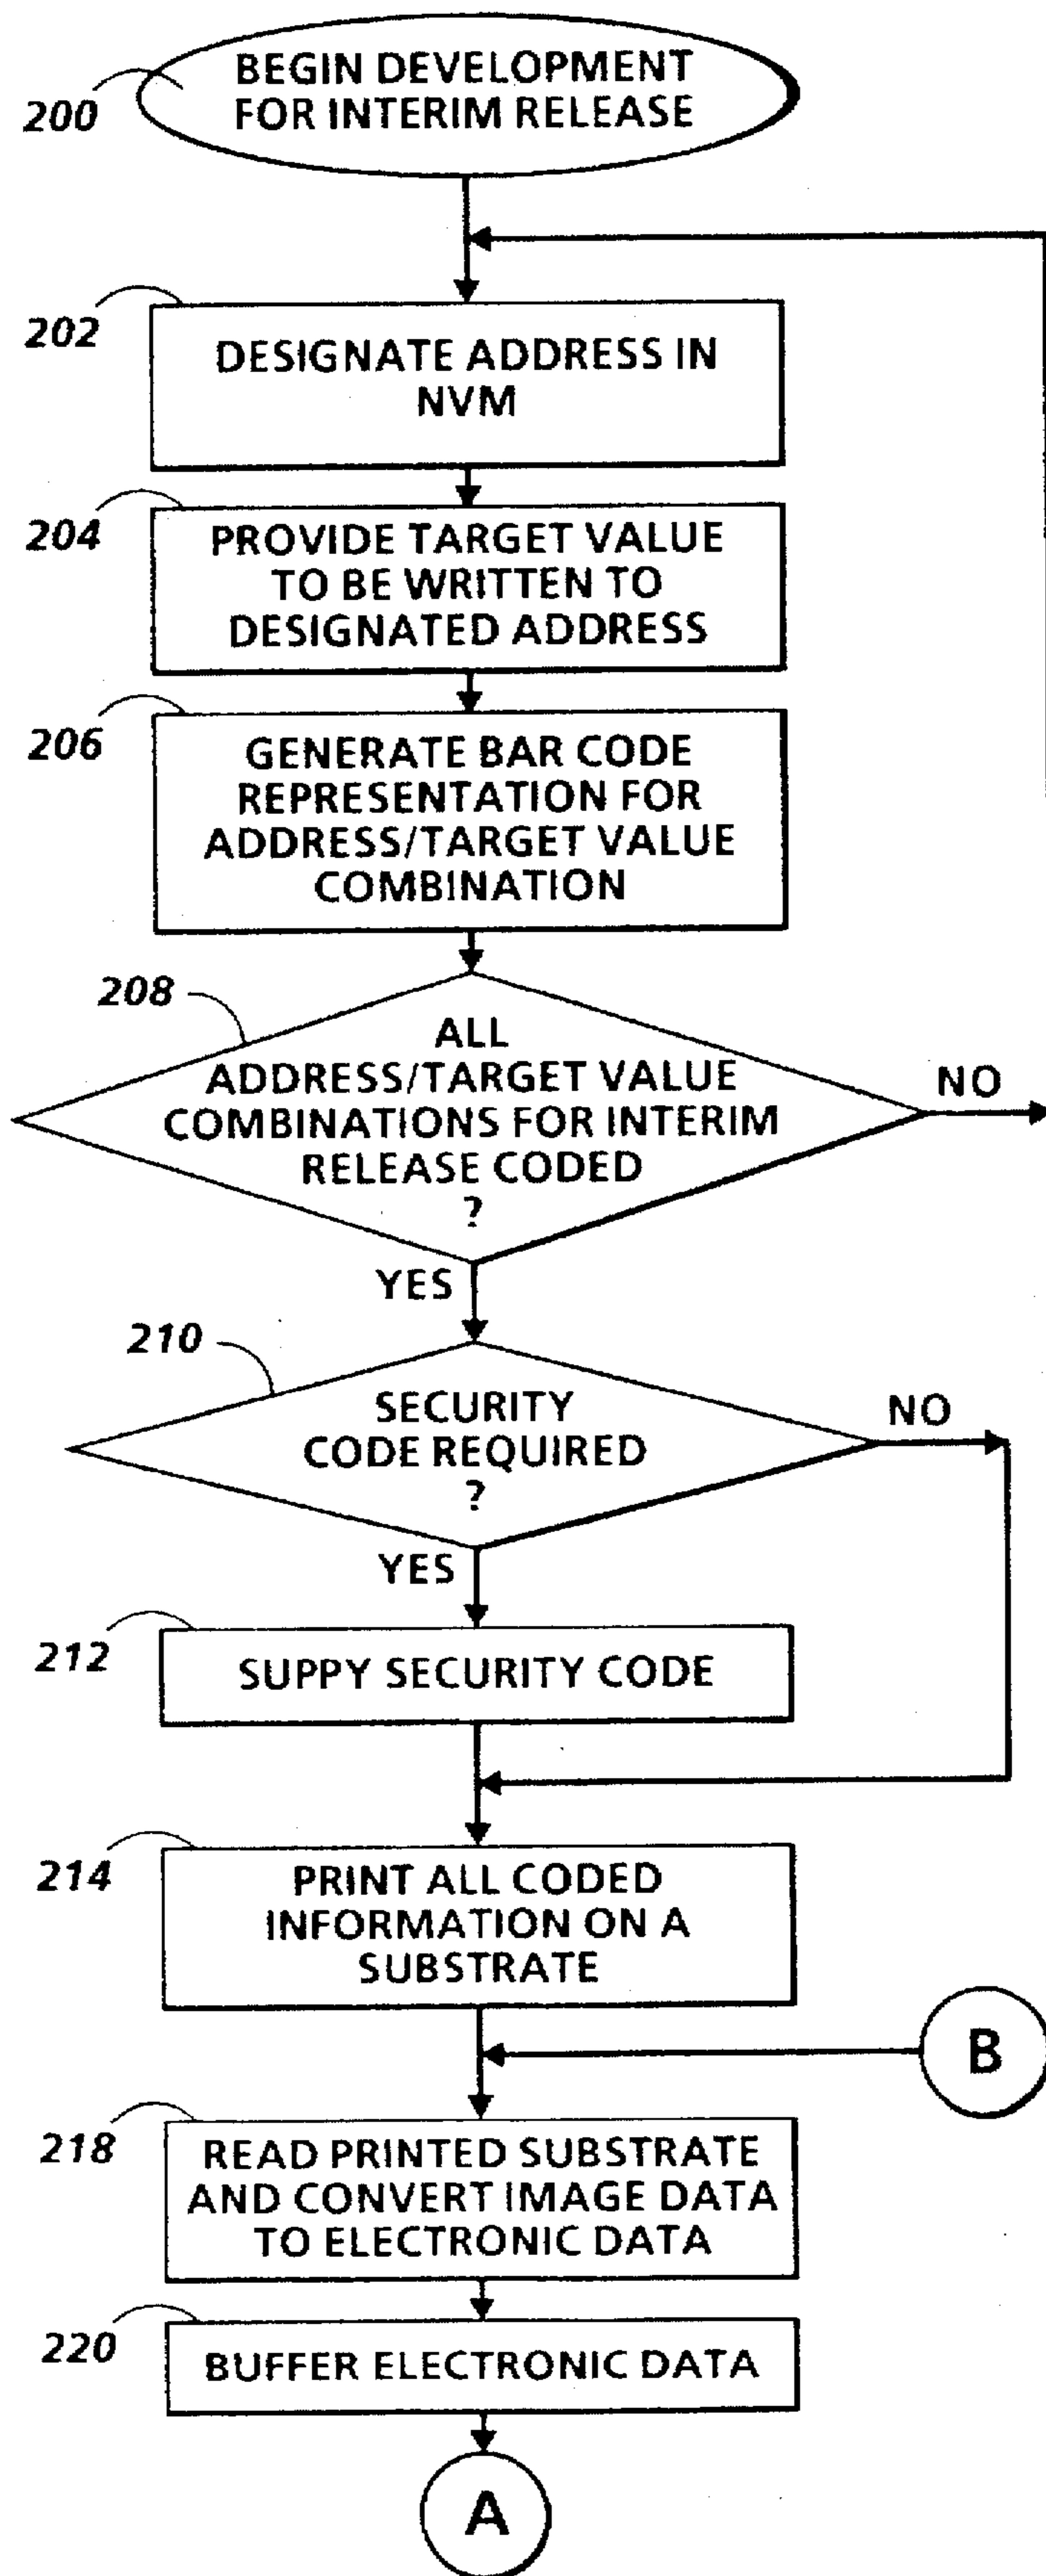 200
BEGIN DEVELOPMENT
FOR INTERIM RELEASE
202
DESIGNATE ADDRESS IN
NVM
204
PROVIDE TARGET VALUE
TO BE WRITTEN TO
DESIGNATED ADDRESS
206
GENERATE BAR CODE
REPRESENTATION FOR
ADDRESS/TARGET VALUE
COMBINATION
208
ALL
ADDRESS/TARGET VALUE
COMBINATIONS FOR INTERIM
RELEASE CODED
?
NO
YES
210
SECURITY
CODE REQUIRED
?
NO
YES
212
SUPPY SECURITY CODE
214
PRINT ALL CODED
INFORMATION ON A
SUBSTRATE
B
218
READ PRINTED SUBSTRATE
AND CONVERT IMAGE DATA
TO ELECTRONIC DATA
220
BUFFER ELECTRONIC DATA
A